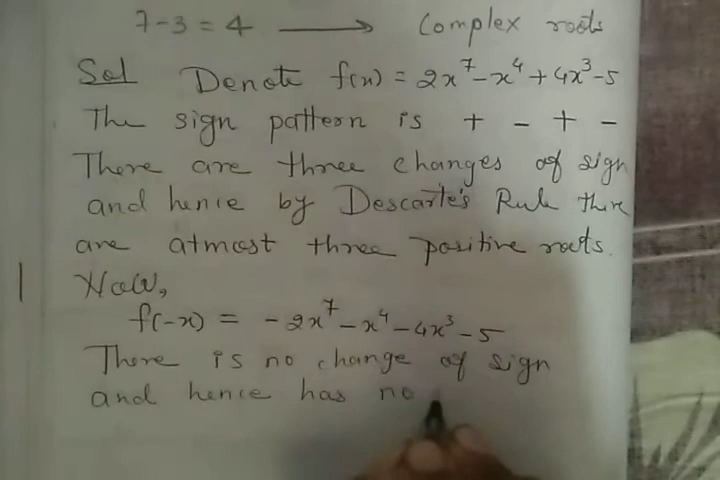 7-3 = 4 ⟶ Complex roots
Sol Denote f(x) = 2x⁷-x⁴+4x³-5
The sign pattern is + - + -
There are three changes of sign
and hence by Descarte's Rule there
are atmost three positive roots.
Now,
f(-x) = -2x⁷-x⁴-4x³-5
There is no change of sign
and hence has no